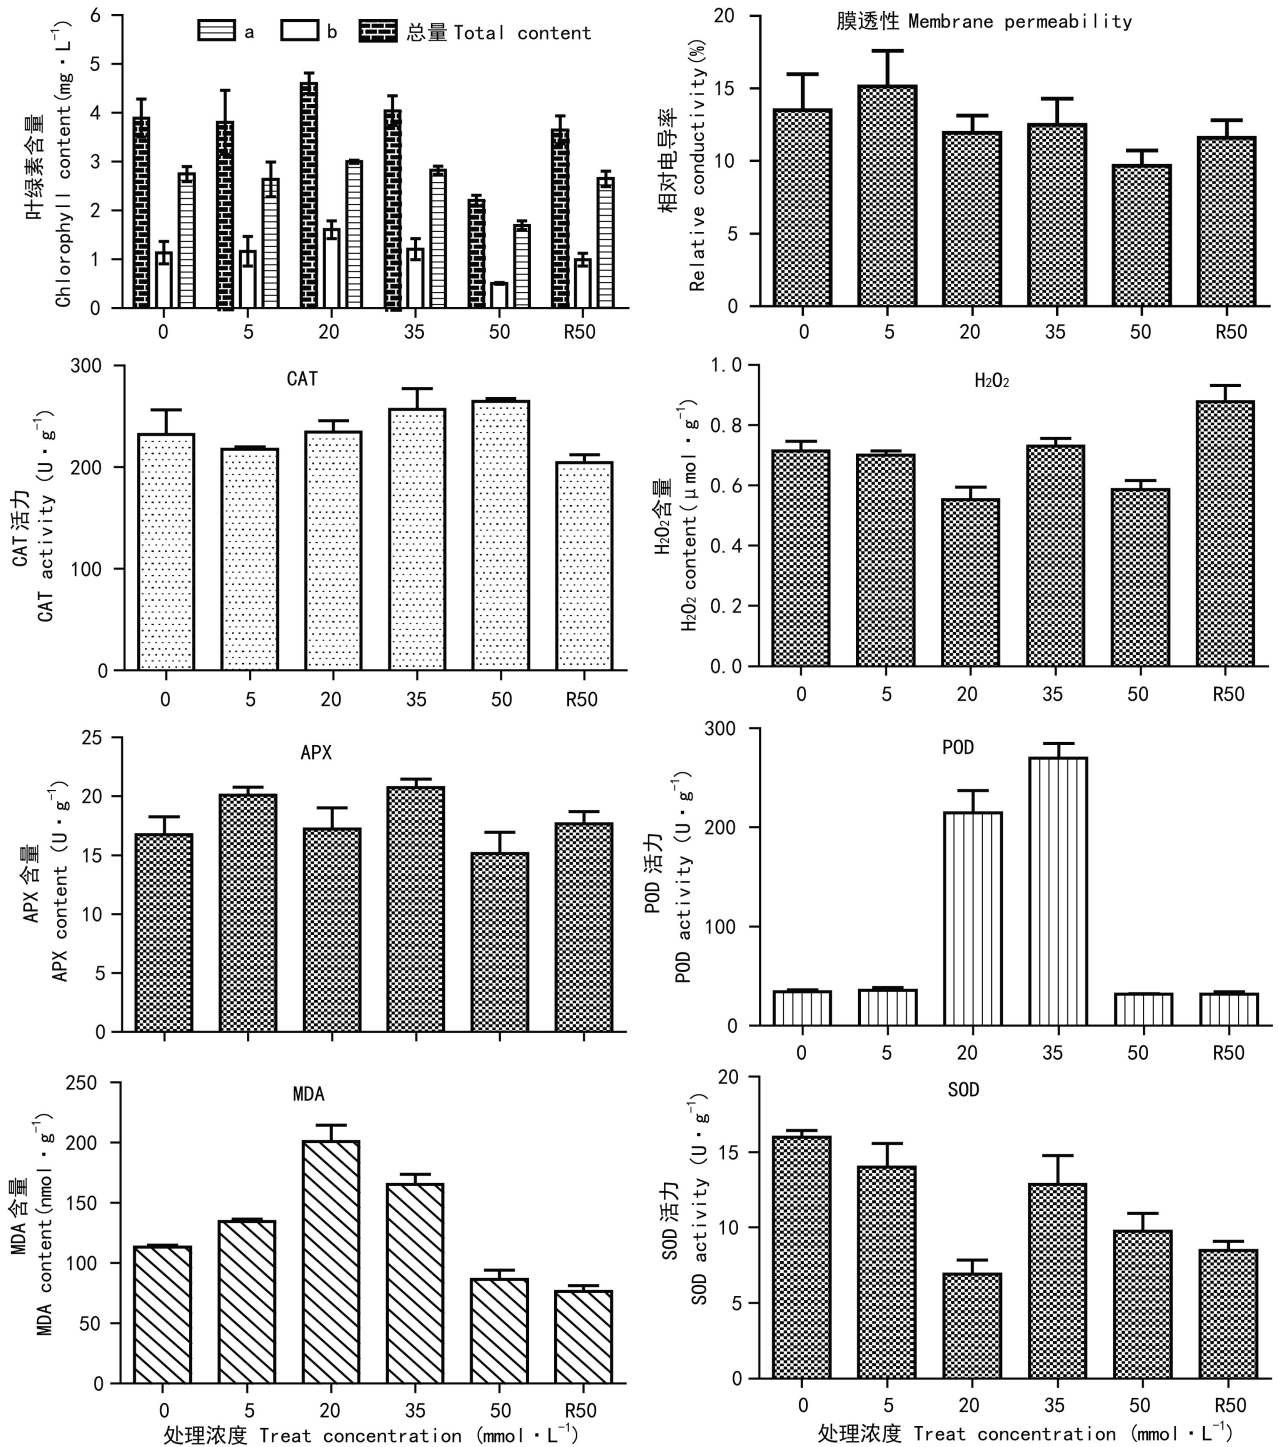 a b 总量 Total content
叶绿素含量
Chlorophyll content(mg·L⁻¹)
6
5
4
3
2
1
0
0 5 20 35 50 R50
膜透性 Membrane permeability
相对电导率
Relative conductivity(%)
20
15
10
5
0
0 5 20 35 50 R50
CAT
CAT 活力
CAT activity (U·g⁻¹)
300
200
100
0
0 5 20 35 50 R50
H₂O₂
H₂O₂含量
H₂O₂ content(μmol·g⁻¹)
1.0
0.8
0.6
0.4
0.2
0.0
0 5 20 35 50 R50
APX
APX 含量
APX content (U·g⁻¹)
25
20
15
10
5
0
POD
POD 活力
POD activity (U·g⁻¹)
300
200
100
0
0 5 20 35 50 R50
MDA
MDA 含量
MDA content(nmol·g⁻¹)
250
200
150
100
50
0
0 5 20 35 50 R50
处理浓度 Treat concentration (mmol·L⁻¹)
SOD
SOD 活力
SOD activity (U·g⁻¹)
20
15
10
5
0
0 5 20 35 50 R50
处理浓度 Treat concentration (mmol·L⁻¹)